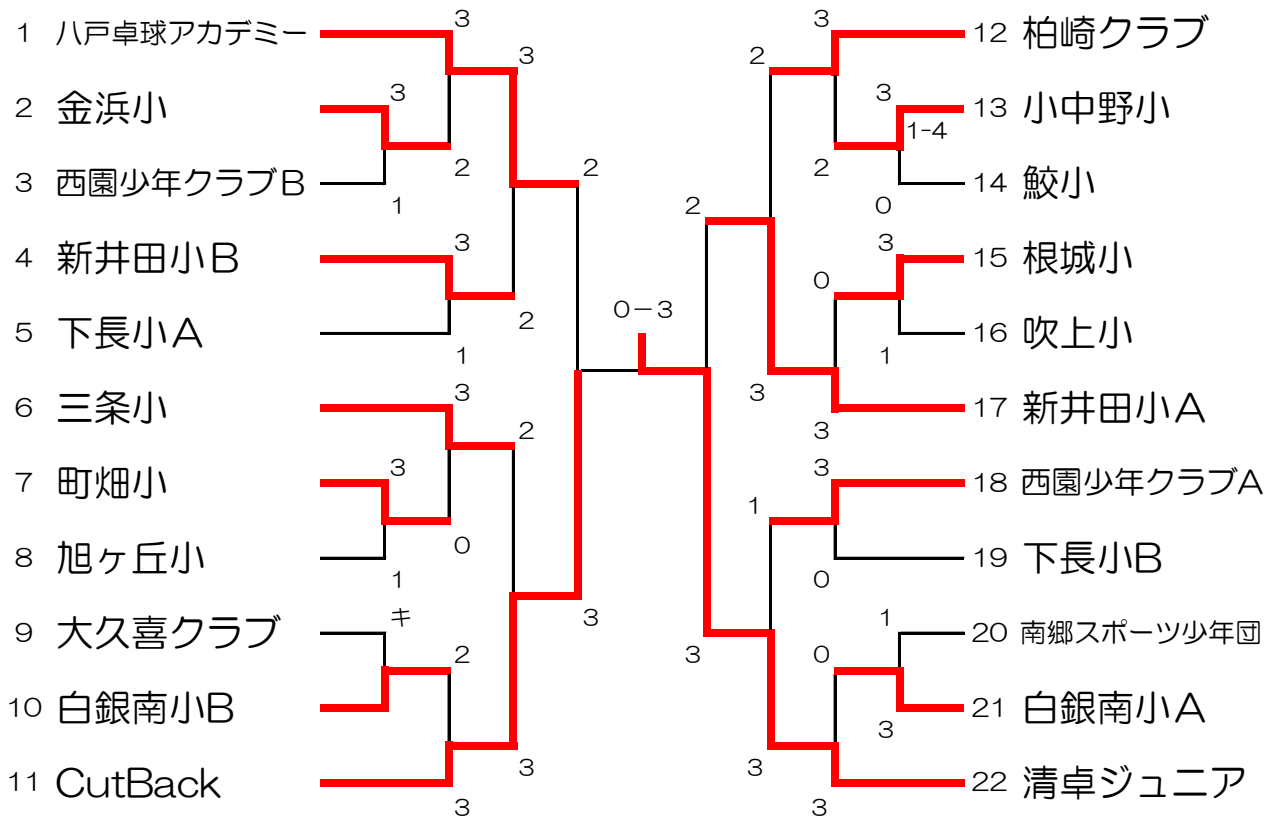 1 八戸卓球アカデミー
2 金浜小
3 西園少年クラブB
4 新井田小B
5 下長小A
6 三条小
7 町畑小
8 旭ヶ丘小
9 大久喜クラブ
10 白銀南小B
11 CutBack
3
3
3
2
1
3
2
1
3
2
3
0
1
キ
2
3
3
2
3
0-3
2
3
2
3
1
3
3
3
2
1-4
0
3
0
1
3
3
0
1
0
3
3
12 柏崎クラブ
13 小中野小
14 鮫小
15 根城小
16 吹上小
17 新井田小A
18 西園少年クラブA
19 下長小B
20 南郷スポーツ少年団
21 白銀南小A
22 清卓ジュニア